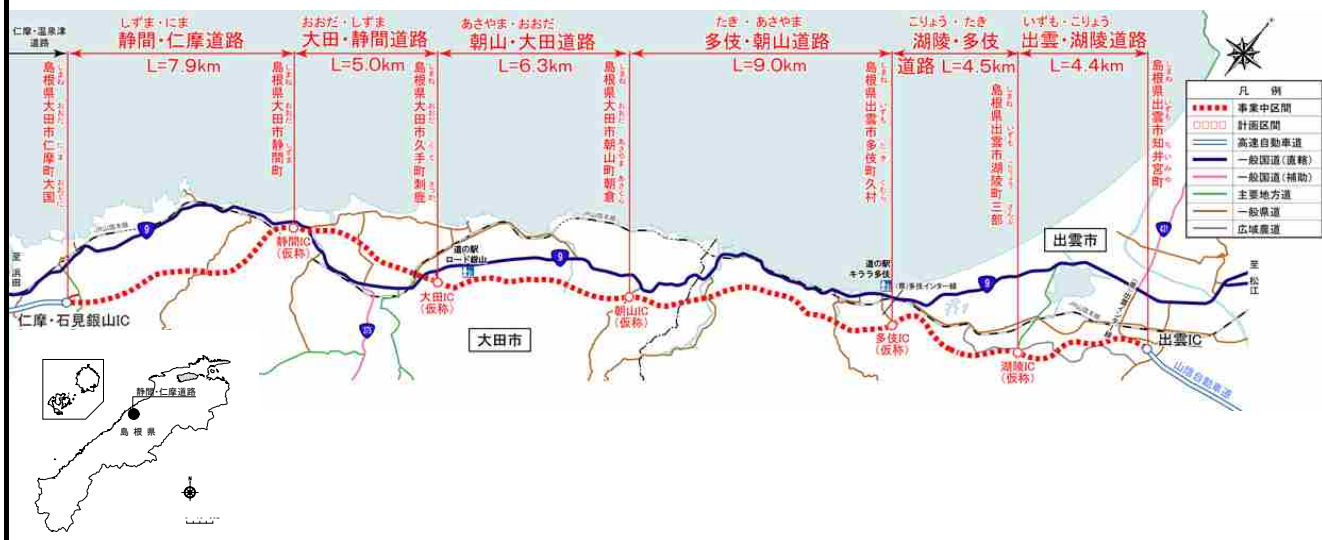 仁摩・温泉津
道路
しずま・にま
静間・仁摩道路
L=7.9km
おおだ・しずま
大田・静間道路
L=5.0km
あさやま・おおだ
朝山・大田道路
L=6.3km
たき・あさやま
多伎・朝山道路
L=9.0km
こりょう・たき
湖陵・多伎
道路 L=4.5km
いずも・こりょう
出雲・湖陵道路
L=4.4km
島根県大田市仁摩町大国
島根県大田市静間町
島根県大田市久手町刺鹿
島根県大田市朝山町朝倉
島根県出雲市多伎町久村
島根県出雲市湖陵町三部
島根県出雲市知井宮町
凡 例
事業中区間
計画区間
高速自動車道
一般国道(直轄)
一般国道(補助)
主要地方道
一般県道
広域農道
至浜田
9
静間IC
(仮称)
仁摩・石見銀山IC
375
大田IC
(仮称)
道の駅
ロード銀山
9
大田市
朝山IC
(仮称)
道の駅
キララ多伎
(県)多伎インター線
多伎IC
(仮称)
9
湖陵IC
(仮称)
出雲市
出雲IC
至松江
山陰自動車道
静間・仁摩道路
島根県
N